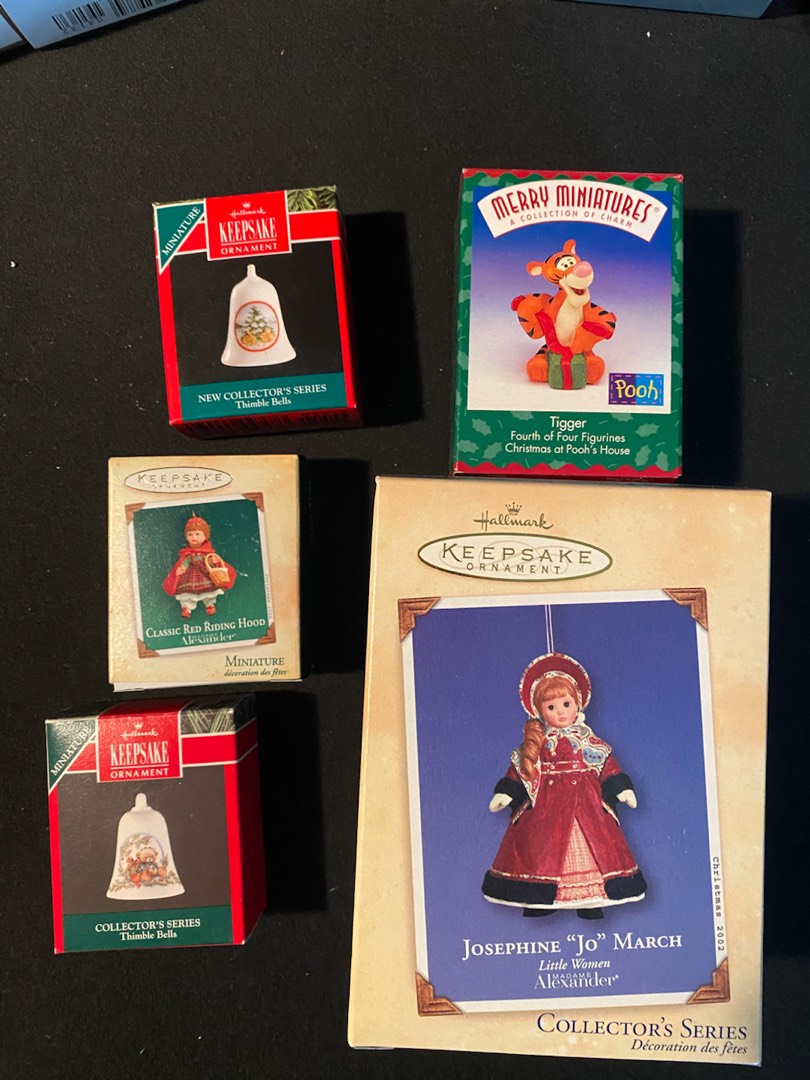 MINIATURE
Hallmark
KEEPSAKE
ORNAMENT
NEW COLLECTOR'S SERIES
Thimble Bells
MERRY MINIATURES®
A COLLECTION OF CHARM
Pooh
Tigger
Fourth of Four Figurines
Christmas at Pooh's House
KEEPSAKE
ORNAMENT
CLASSIC RED RIDING HOOD
MADAME
Alexander®
MINIATURE
décoration des fêtes
MINIATURE
Hallmark
KEEPSAKE
ORNAMENT
COLLECTOR'S SERIES
Thimble Bells
Hallmark
KEEPSAKE
ORNAMENT
Christmas 2002
JOSEPHINE "JO" MARCH
Little Women
MADAME
Alexander®
COLLECTOR'S SERIES
Décoration des fêtes